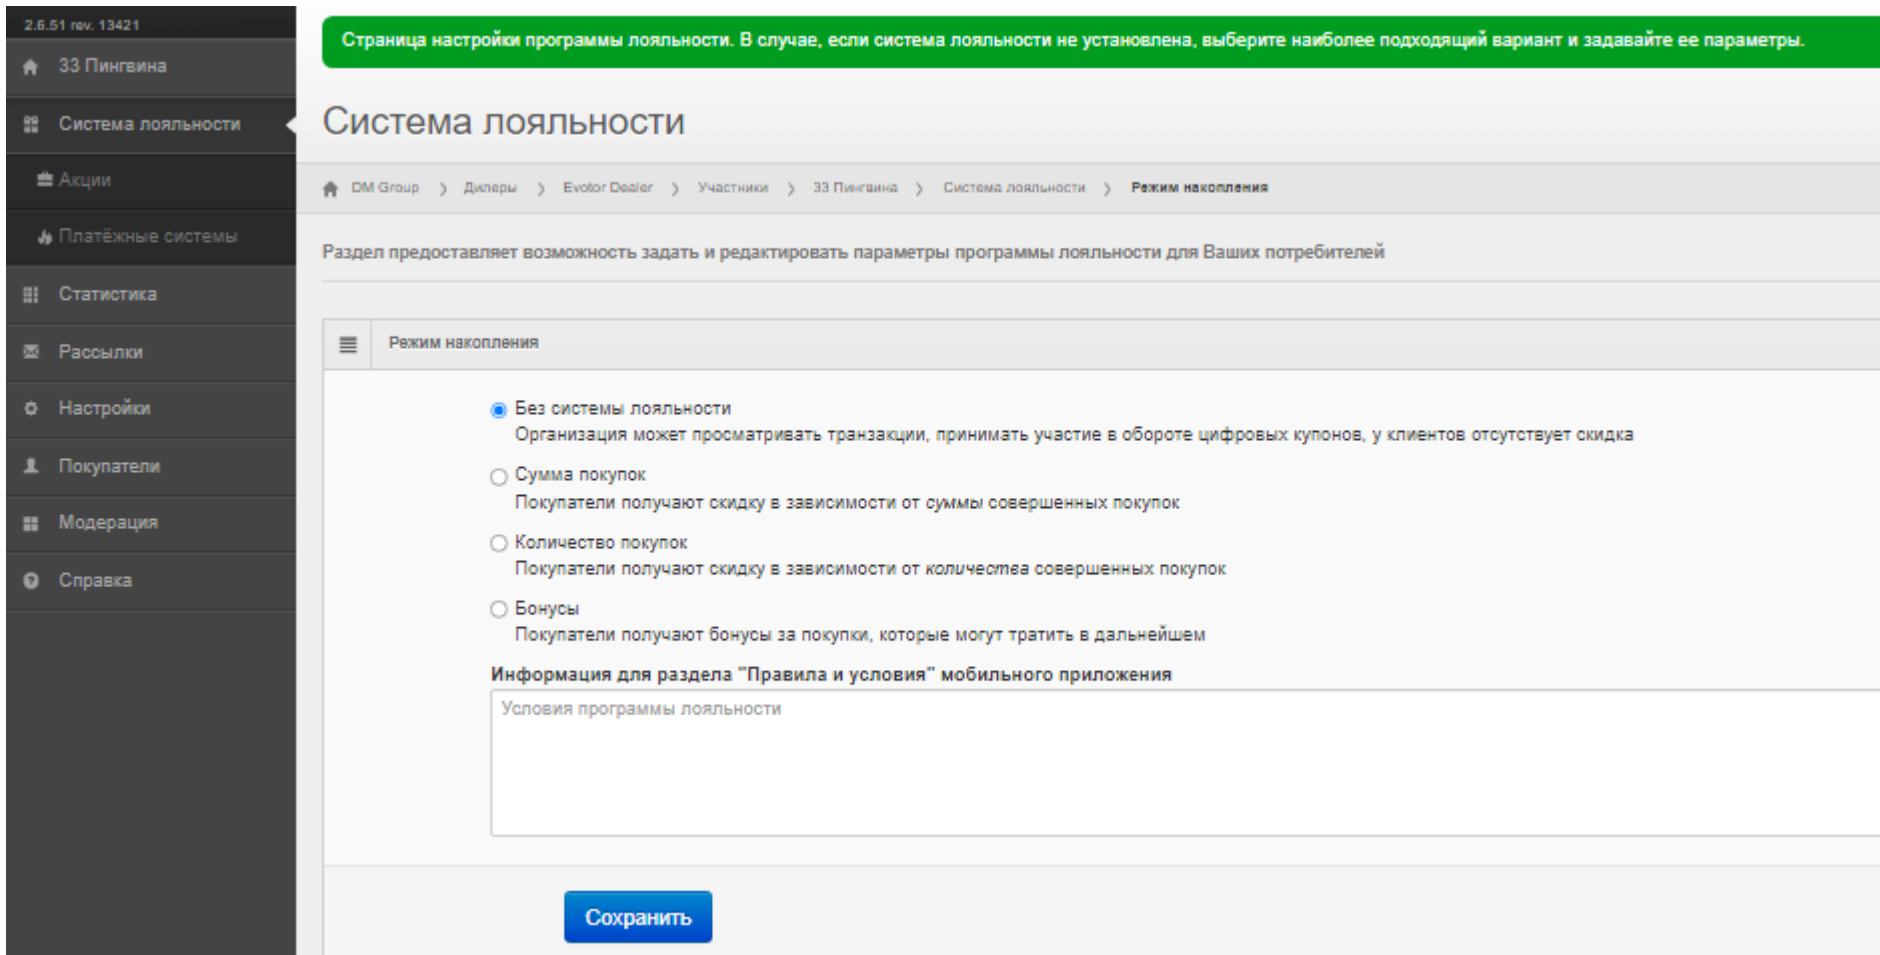 2.6.51 rev. 13421
33 Пингвина
Система лояльности
Акции
Платёжные системы
Статистика
Рассылки
Настройки
Покупатели
Модерация
Справка
Страница настройки программы лояльности. В случае, если система лояльности не установлена, выберите наиболее подходящий вариант и задавайте ее параметры.
Система лояльности
DM Group > Дилеры > Evotor Dealer > Участники > 33 Пингвина > Система лояльности > Режим накопления
Раздел предоставляет возможность задать и редактировать параметры программы лояльности для Ваших потребителей
Режим накопления
Без системы лояльности
Организация может просматривать транзакции, принимать участие в обороте цифровых купонов, у клиентов отсутствует скидка
Сумма покупок
Покупатели получают скидку в зависимости от суммы совершенных покупок
Количество покупок
Покупатели получают скидку в зависимости от количества совершенных покупок
Бонусы
Покупатели получают бонусы за покупки, которые могут тратить в дальнейшем
Информация для раздела "Правила и условия" мобильного приложения
Условия программы лояльности
Сохранить